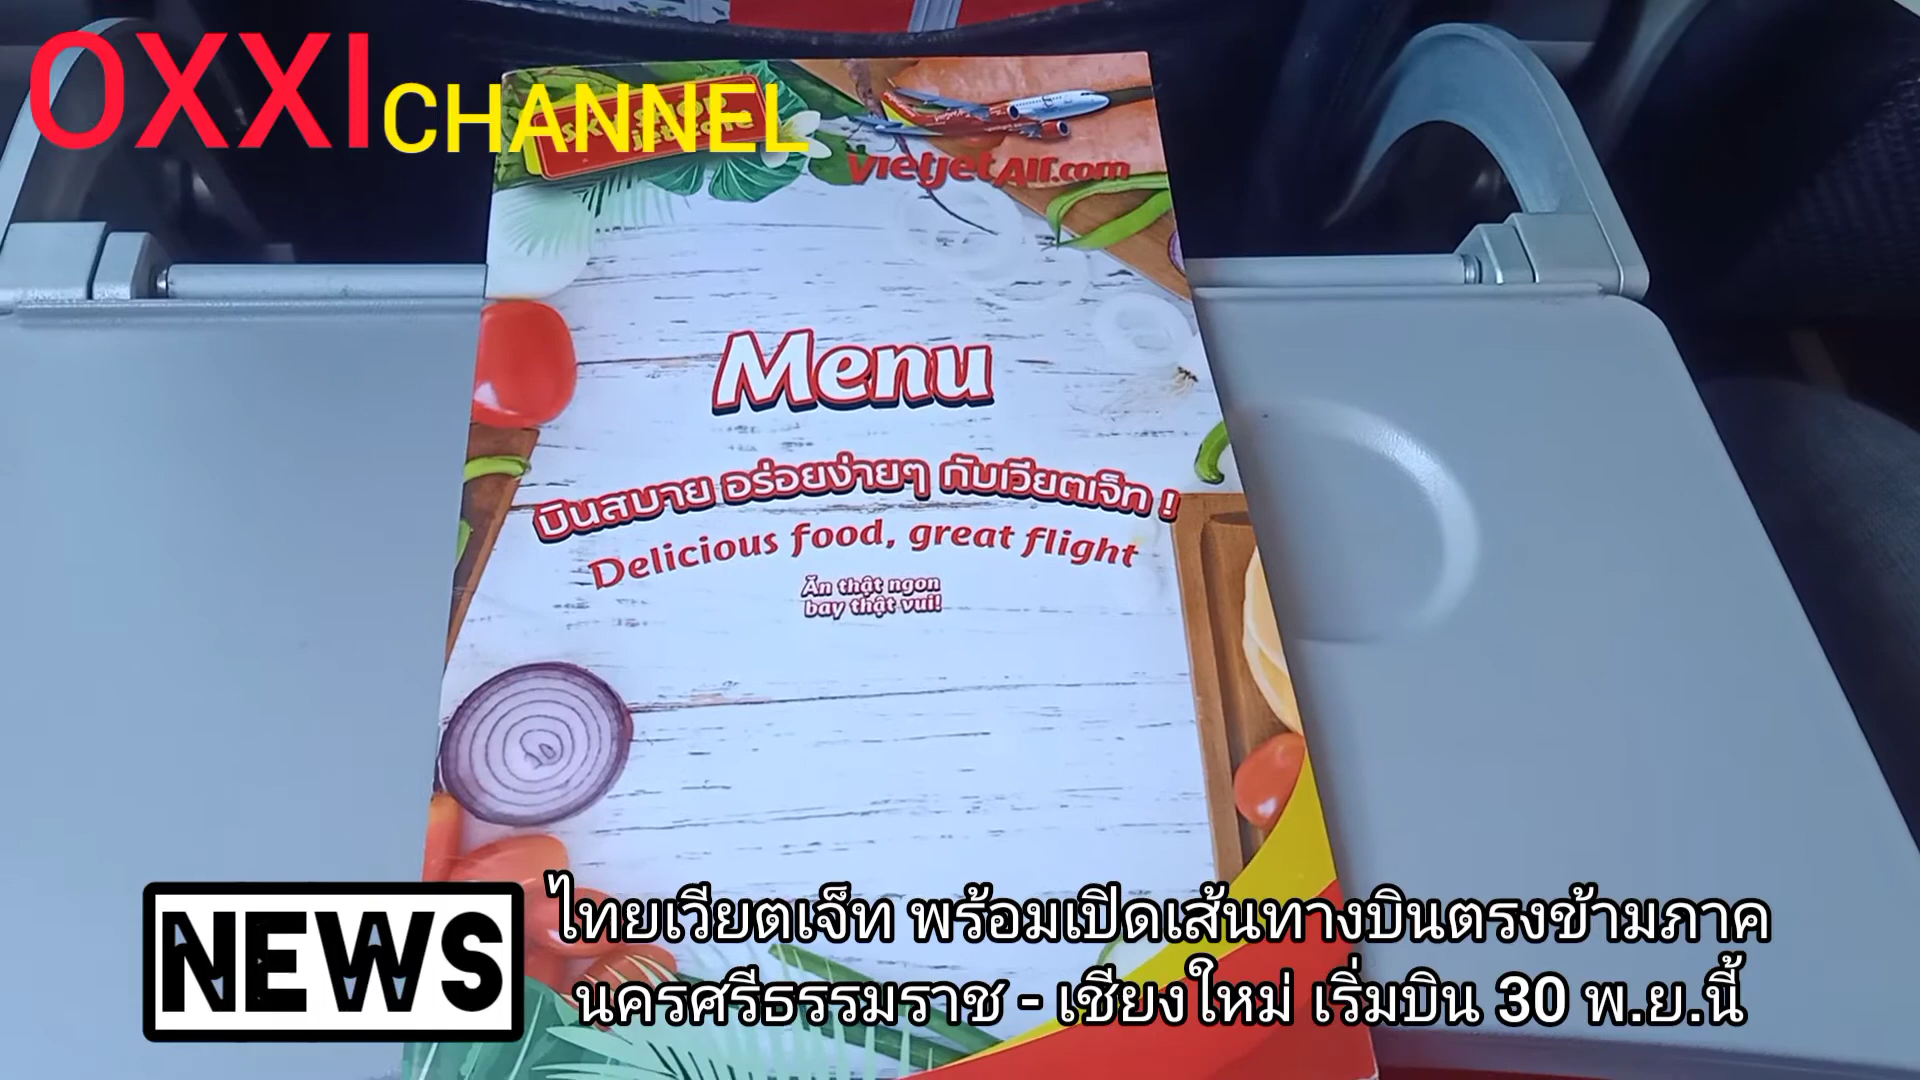 OXXI CHANNEL
sky shop
jet cafe
vietjetAir.com
Menu
บินสบาย อร่อยง่ายๆ กับเวียตเจ็ท !
Delicious food, great flight
Ăn thật ngon
bay thật vui!
NEWS
ไทยเวียตเจ็ท พร้อมเปิดเส้นทางบินตรงข้ามภาค
นครศรีธรรมราช - เชียงใหม่ เริ่มบิน 30 พ.ย.นี้